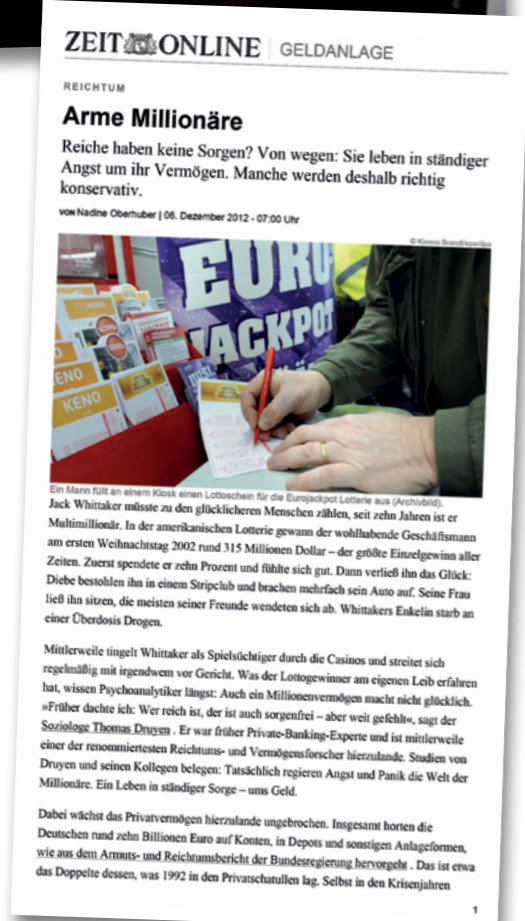 ZEIT ONLINE | GELDANLAGE
REICHTUM
Arme Millionäre
Reiche haben keine Sorgen? Von wegen: Sie leben in ständiger
Angst um ihr Vermögen. Manche werden deshalb richtig
konservativ.
VON Nadine Oberhuber | 06. Dezember 2012 - 07:00 Uhr
© Kimmo Brandt/epa/dpa
EURO
JACKPOT
KENO
KENO
KENO
Ein Mann füllt an einem Kiosk einen Lottoschein für die Eurojackpot Lotterie aus (Archivbild).
Jack Whittaker müsste zu den glücklicheren Menschen zählen, seit zehn Jahren ist er
Multimillionär. In der amerikanischen Lotterie gewann der wohlhabende Geschäftsmann
am ersten Weihnachtstag 2002 rund 315 Millionen Dollar – der größte Einzelgewinn aller
Zeiten. Zuerst spendete er zehn Prozent und fühlte sich gut. Dann verließ ihn das Glück:
Diebe bestohlen ihn in einem Stripclub und brachen mehrfach sein Auto auf. Seine Frau
ließ ihn sitzen, die meisten seiner Freunde wendeten sich ab. Whittakers Enkelin starb an
einer Überdosis Drogen.
Mittlerweile tingelt Whittaker als Spielsüchtiger durch die Casinos und streitet sich
regelmäßig mit irgendwem vor Gericht. Was der Lottogewinner am eigenen Leib erfahren
hat, wissen Psychoanalytiker längst: Auch ein Millionenvermögen macht nicht glücklich.
»Früher dachte ich: Wer reich ist, der ist auch sorgenfrei – aber weit gefehlt«, sagt der
Soziologe Thomas Druyen . Er war früher Private-Banking-Experte und ist mittlerweile
einer der renommiertesten Reichtums- und Vermögensforscher hierzulande. Studien von
Druyen und seinen Kollegen belegen: Tatsächlich regieren Angst und Panik die Welt der
Millionäre. Ein Leben in ständiger Sorge – ums Geld.
Dabei wächst das Privatvermögen hierzulande ungebrochen. Insgesamt horten die
Deutschen rund zehn Billionen Euro auf Konten, in Depots und sonstigen Anlageformen,
wie aus dem Armuts- und Reichtumsbericht der Bundesregierung hervorgeht . Das ist etwa
das Doppelte dessen, was 1992 in den Privatschatullen lag. Selbst in den Krisenjahren
1